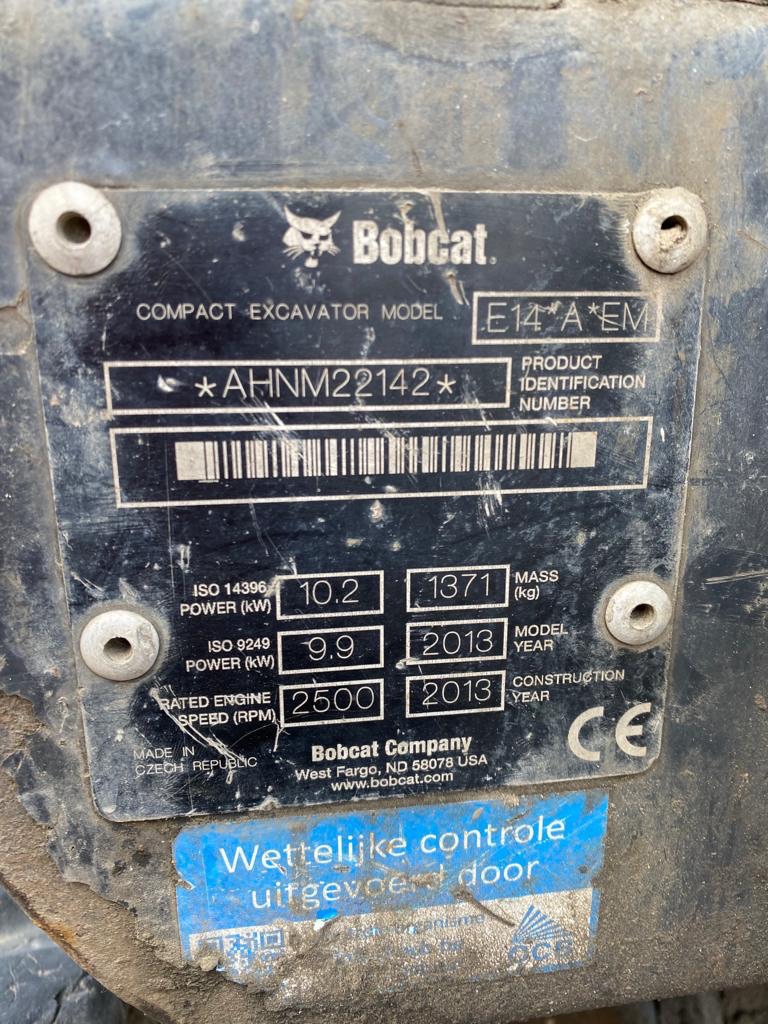 Bobcat
COMPACT EXCAVATOR MODEL E14*A*EM
*AHNM22142* PRODUCT
IDENTIFICATION
NUMBER
ISO 14396
POWER (kW) 10.2 1371 MASS
(kg)
ISO 9249
POWER (kW) 9.9 2013 MODEL
YEAR
RATED ENGINE
SPEED (RPM) 2500 2013 CONSTRUCTION
YEAR
MADE IN
CZECH REPUBLIC
Bobcat Company
West Fargo, ND 58078 USA
www.bobcat.com
CE
Wettelijke controle
uitgevoerd door